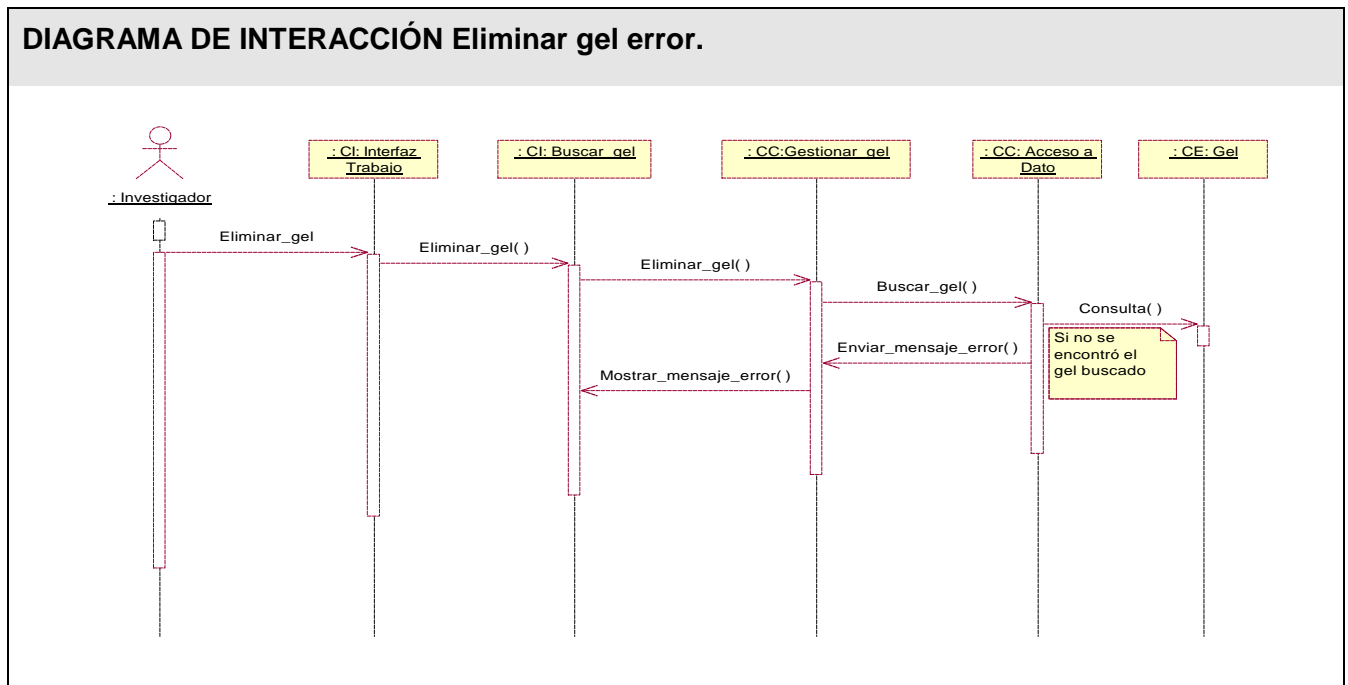 DIAGRAMA DE INTERACCIÓN Eliminar gel error.
: Investigador
: CI: Interfaz
Trabajo
: CI: Buscar_gel
: CC:Gestionar_gel
: CC: Acceso a
Dato
: CE: Gel
Eliminar_gel
Eliminar_gel( )
Eliminar_gel( )
Buscar_gel( )
Consulta( )
Si no se
encontró el
gel buscado
Enviar_mensaje_error( )
Mostrar_mensaje_error( )